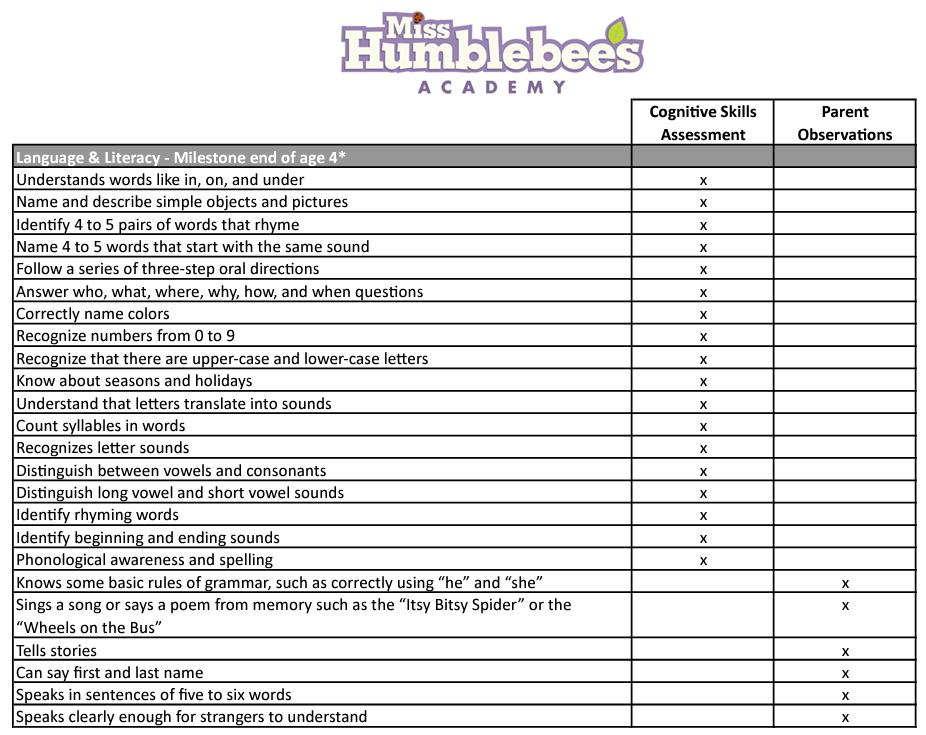 Miss
Humblebee's
ACADEMY
Cognitive Skills Assessment
Parent Observations
Language & Literacy - Milestone end of age 4*
Understands words like in, on, and under x
Name and describe simple objects and pictures x
Identify 4 to 5 pairs of words that rhyme x
Name 4 to 5 words that start with the same sound x
Follow a series of three-step oral directions x
Answer who, what, where, why, how, and when questions x
Correctly name colors x
Recognize numbers from 0 to 9 x
Recognize that there are upper-case and lower-case letters x
Know about seasons and holidays x
Understand that letters translate into sounds x
Count syllables in words x
Recognizes letter sounds x
Distinguish between vowels and consonants x
Distinguish long vowel and short vowel sounds x
Identify rhyming words x
Identify beginning and ending sounds x
Phonological awareness and spelling x
Knows some basic rules of grammar, such as correctly using “he” and “she” x
Sings a song or says a poem from memory such as the “Itsy Bitsy Spider” or the x
“Wheels on the Bus”
Tells stories x
Can say first and last name x
Speaks in sentences of five to six words x
Speaks clearly enough for strangers to understand x